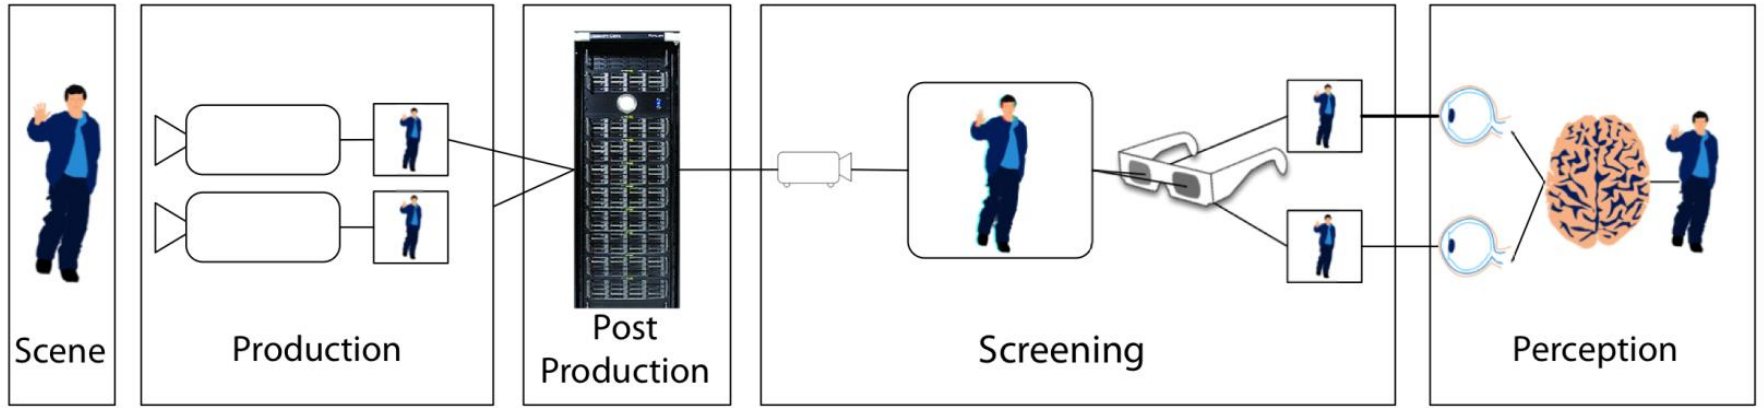 Scene
Production
Post
Production
Screening
Perception